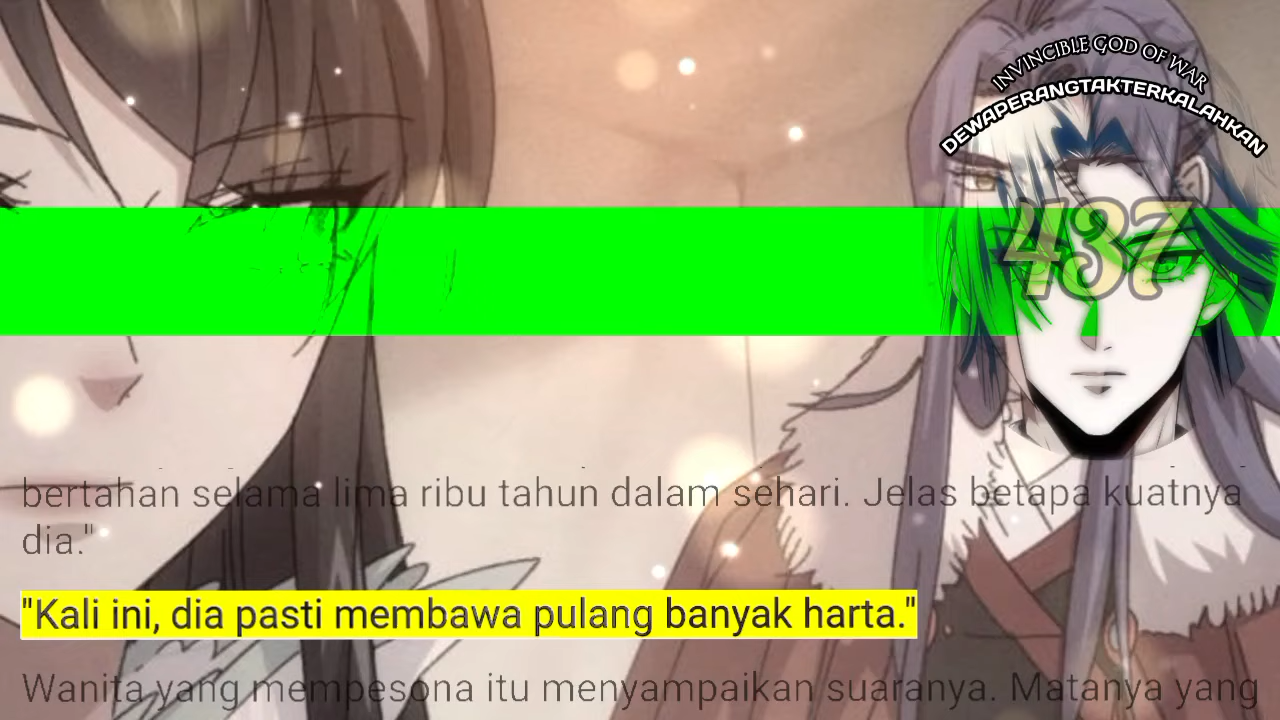 INVINCIBLE GOD OF WAR
DEWAPERANGTAKTERKALAHKAN
437
bertahan selama lima ribu tahun dalam sehari. Jelas betapa kuatnya
dia."
"Kali ini, dia pasti membawa pulang banyak harta."
Wanita yang mempesona itu menyampaikan suaranya. Matanya yang